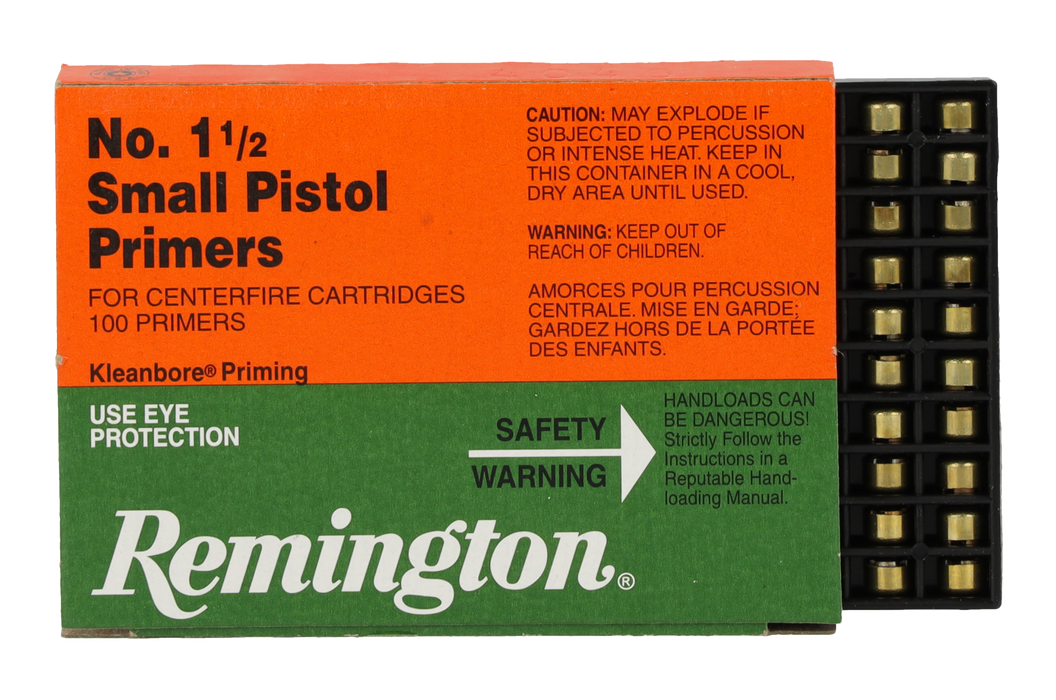 No. 1 1/2
Small Pistol
Primers
FOR CENTERFIRE CARTRIDGES
100 PRIMERS
Kleanbore® Priming
CAUTION: MAY EXPLODE IF
SUBJECTED TO PERCUSSION
OR INTENSE HEAT. KEEP IN
THIS CONTAINER IN A COOL,
DRY AREA UNTIL USED.
WARNING: KEEP OUT OF
REACH OF CHILDREN.
AMORCES POUR PERCUSSION
CENTRALE. MISE EN GARDE;
GARDEZ HORS DE LA PORTÉE
DES ENFANTS.
USE EYE
PROTECTION
SAFETY
WARNING
HANDLOADS CAN
BE DANGEROUS!
Strictly Follow the
Instructions in a
Reputable Hand-
loading Manual.
Remington®